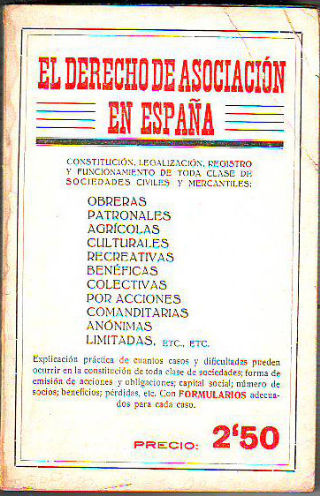 EL DERECHO DE ASOCIACIÓN
EN ESPAÑA
CONSTITUCIÓN, LEGALIZACIÓN, REGISTRO
Y FUNCIONAMIENTO DE TODA CLASE DE
SOCIEDADES CIVILES Y MERCANTILES:
OBRERAS
PATRONALES
AGRÍCOLAS
CULTURALES
RECREATIVAS
BENÉFICAS
COLECTIVAS
POR ACCIONES
COMANDITARIAS
ANÓNIMAS
LIMITADAS, ETC., ETC.
Explicación práctica de cuantos casos y dificultades pueden
ocurrir en la constitución de toda clase de sociedades; forma de
emisión de acciones y obligaciones; capital social; número de
socios; beneficios; pérdidas, etc. Con FORMULARIOS adecua-
dos para cada caso.
PRECIO: 2'50